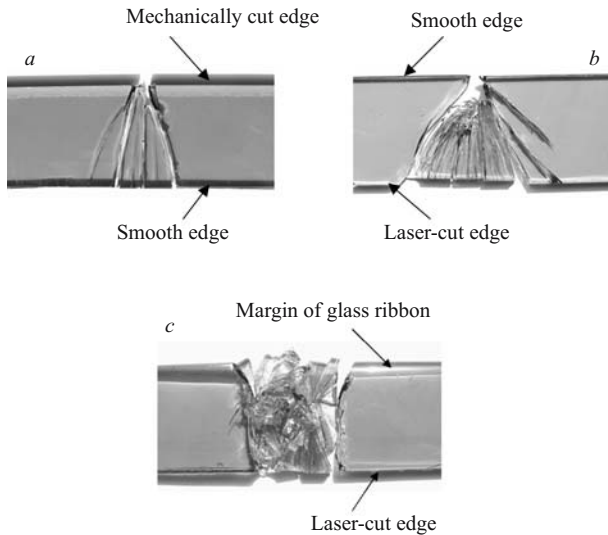 Mechanically cut edge
a
Smooth edge
Smooth edge
b
Laser-cut edge
Margin of glass ribbon
c
Laser-cut edge